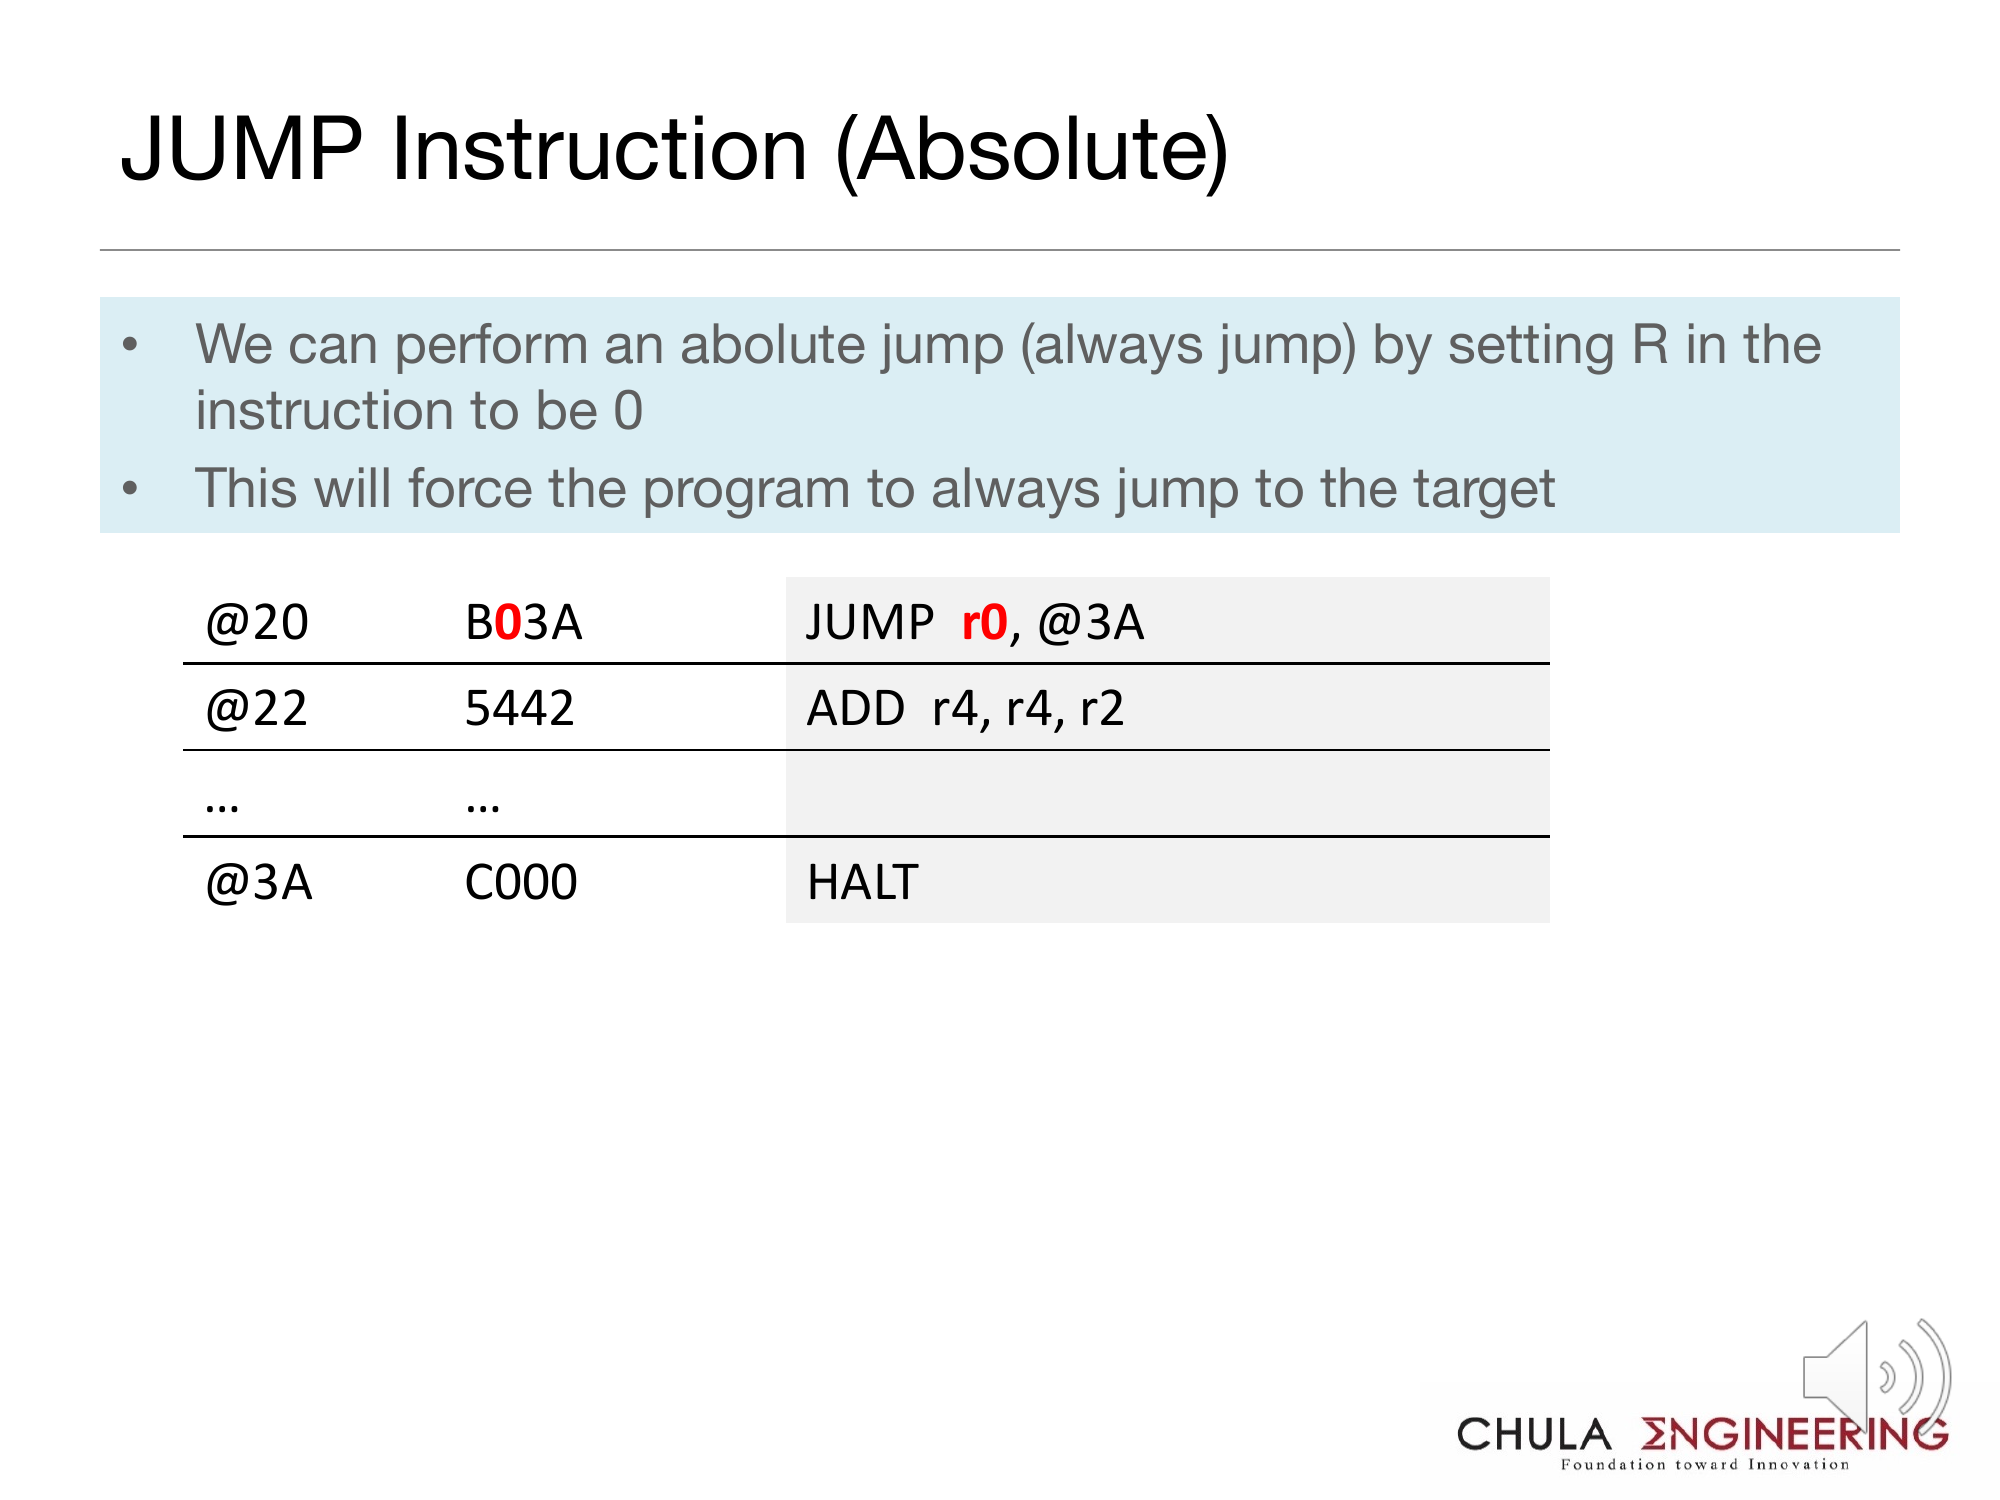 JUMP Instruction (Absolute)
• We can perform an abolute jump (always jump) by setting R in the
instruction to be 0
• This will force the program to always jump to the target
@20 B03A JUMP r0, @3A
@22 5442 ADD r4, r4, r2
... ...
@3A C000 HALT
CHULA ΣNGINEERING
Foundation toward Innovation